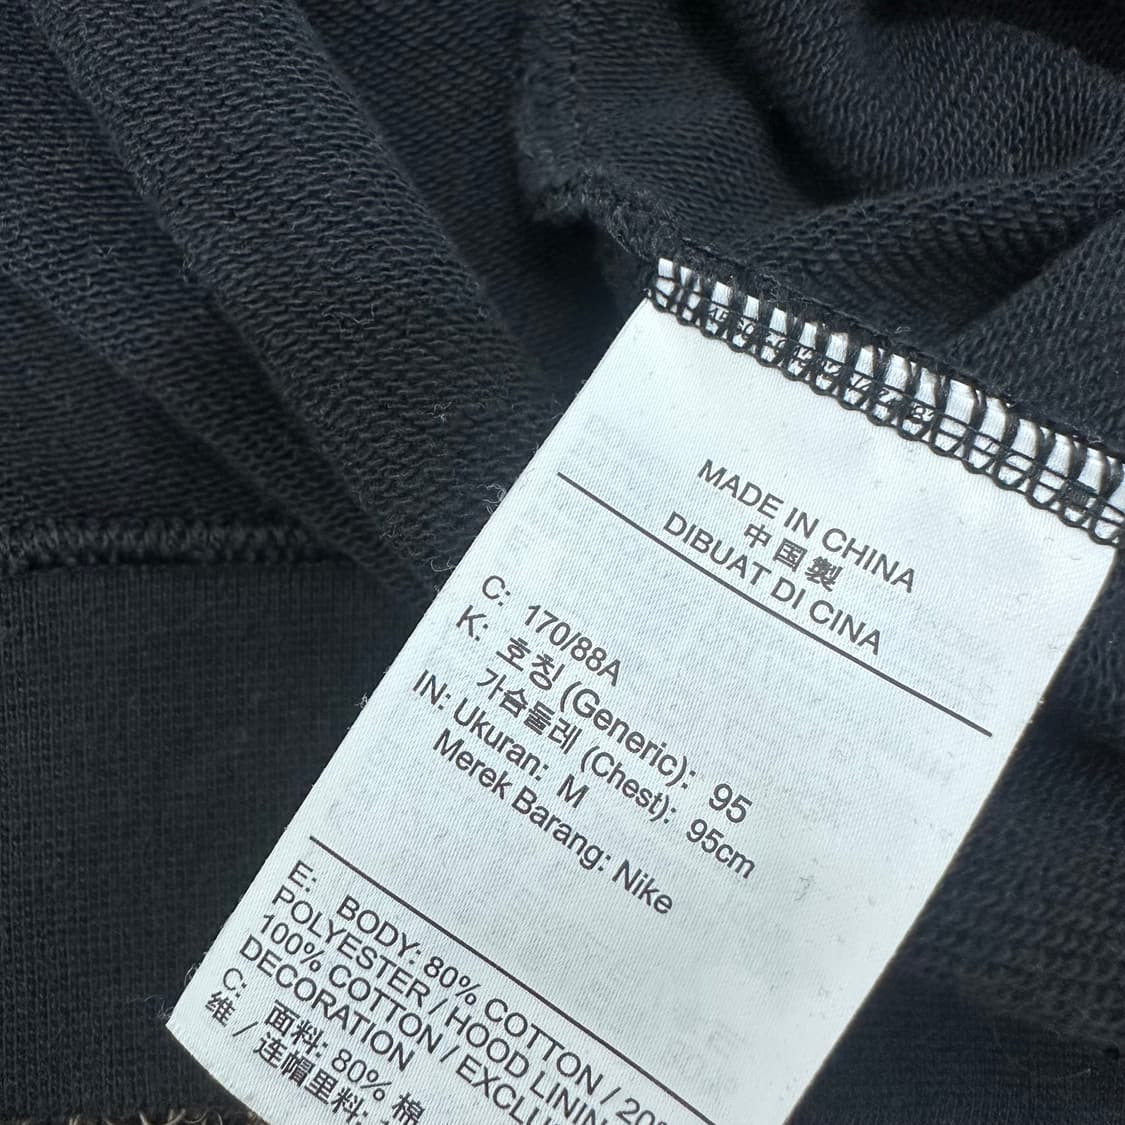 MADE IN CHINA
中国製
DIBUAT DI CINA
C: 170/88A
K: 호칭 (Generic): 95
가슴둘레 (Chest): 95cm
IN: Ukuran: M
Merek Barang: Nike
E: BODY: 80% COTTON / 20%
POLYESTER / HOOD LININ
100% COTTON / EXCLU
DECORATION
C: 面料: 80% 棉
维 / 连帽里料: